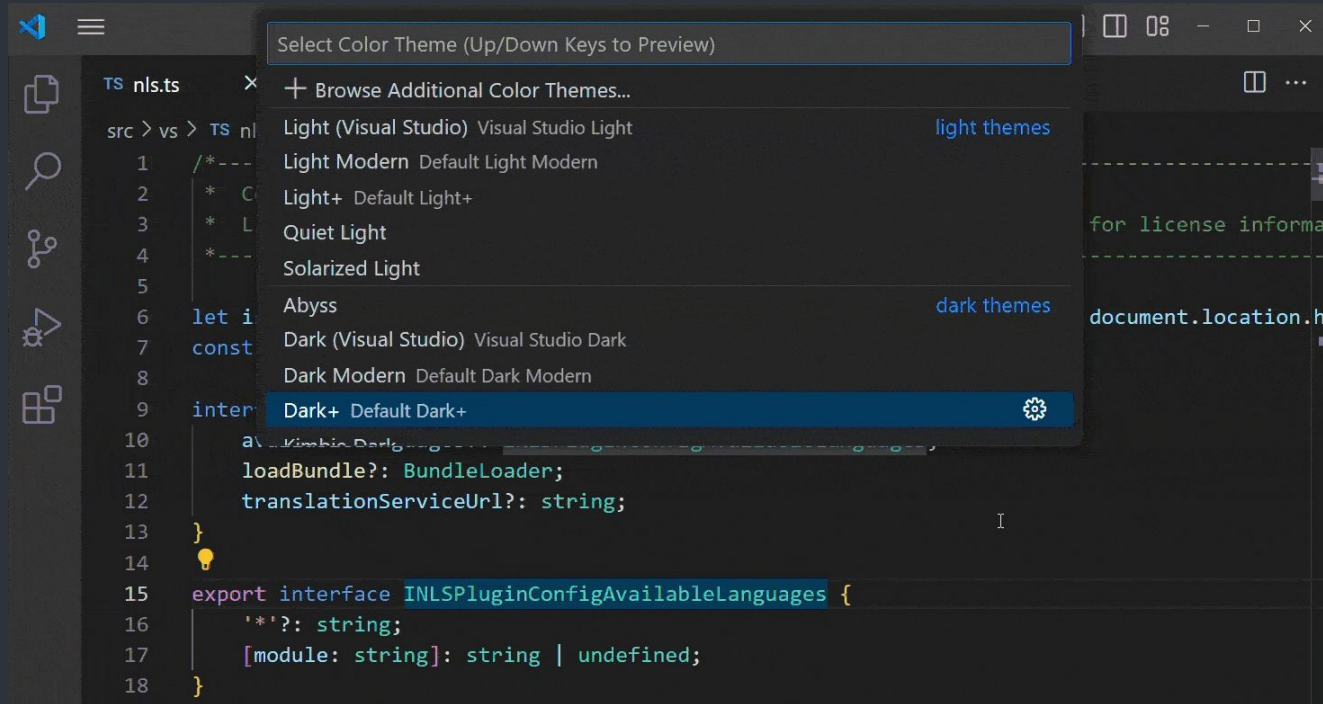 Select Color Theme (Up/Down Keys to Preview)
TS nls.ts
Browse Additional Color Themes...
src > vs > TS
Light (Visual Studio) Visual Studio Light light themes
Light Modern Default Light Modern
Light+ Default Light+
Quiet Light
Solarized Light
Abyss dark themes
Dark (Visual Studio) Visual Studio Dark
Dark Modern Default Dark Modern
Dark+ Default Dark+
1 /*---
2 *
3 * for license
4 *---
5
6 let document.location.
7 const
8
9
10
11 loadBundle?: BundleLoader;
12 translationServiceUrl?: string;
13 }
14
15 export interface INLSPluginConfigAvailableLanguages {
16 '*'?: string;
17 [module: string]: string | undefined;
18 }